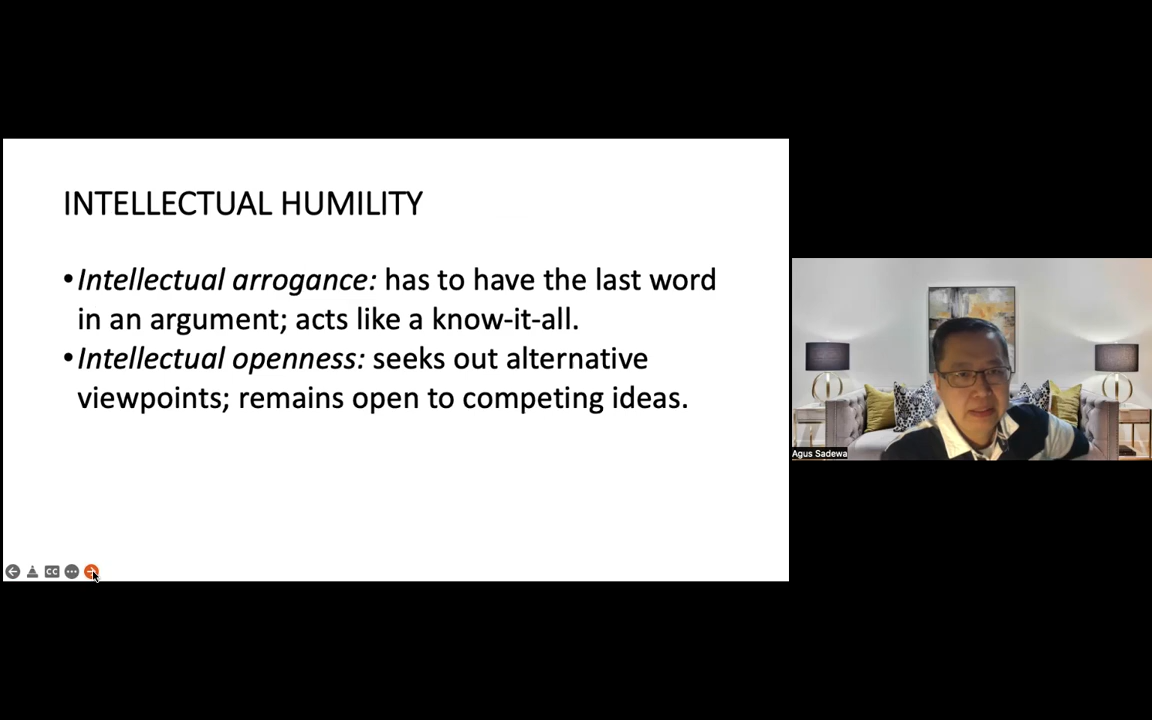 INTELLECTUAL HUMILITY
•Intellectual arrogance: has to have the last word
in an argument; acts like a know-it-all.
•Intellectual openness: seeks out alternative
viewpoints; remains open to competing ideas.
CC
Agus Sadewa